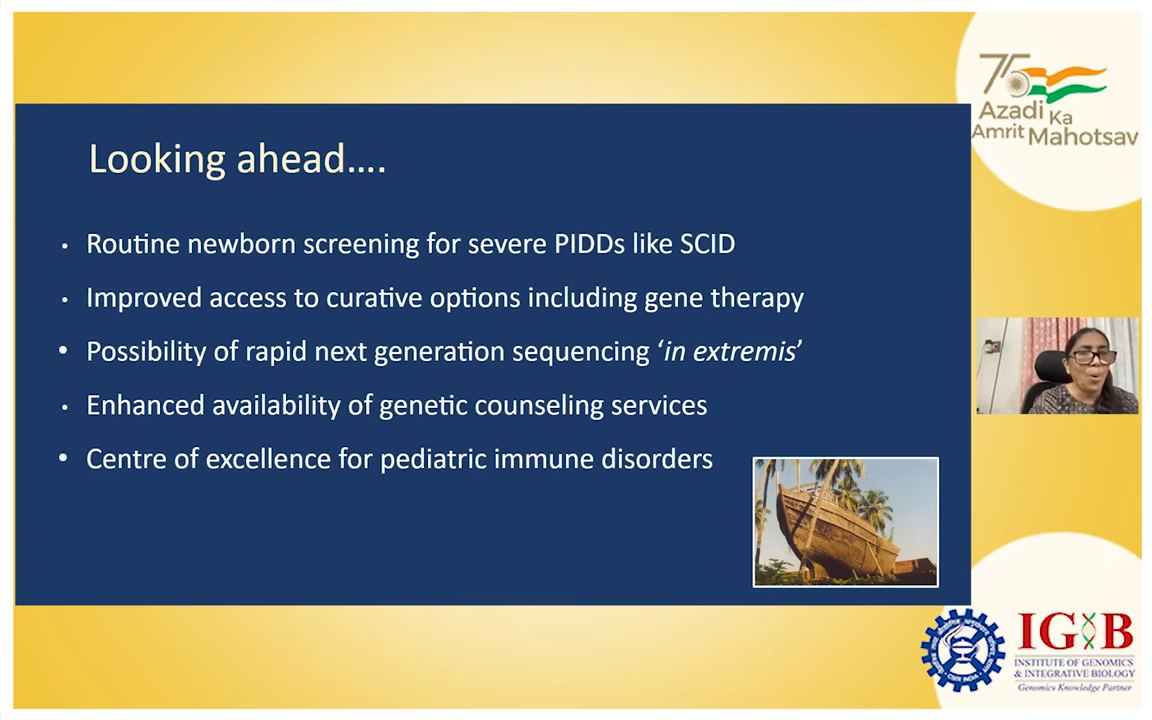 75
Azadi Ka
Amrit Mahotsav
Looking ahead....
• Routine newborn screening for severe PIDDs like SCID
• Improved access to curative options including gene therapy
• Possibility of rapid next generation sequencing ‘in extremis’
• Enhanced availability of genetic counseling services
• Centre of excellence for pediatric immune disorders
IGIB
INSTITUTE OF GENOMICS
& INTEGRATIVE BIOLOGY
Genomics Knowledge Partner